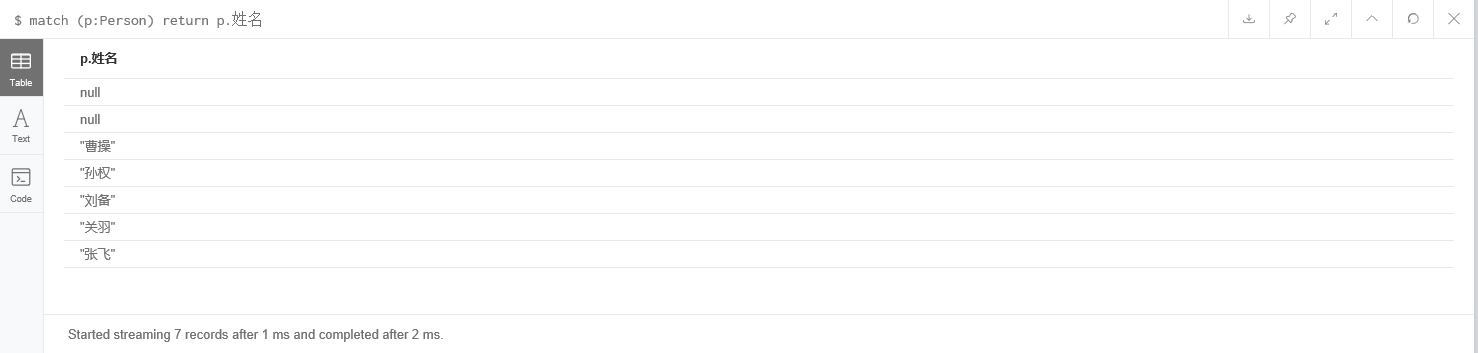 $ match (p:Person) return p.姓名
Table
Text
Code
p.姓名
null
null
"曹操"
"孙权"
"刘备"
"关羽"
"张飞"
Started streaming 7 records after 1 ms and completed after 2 ms.